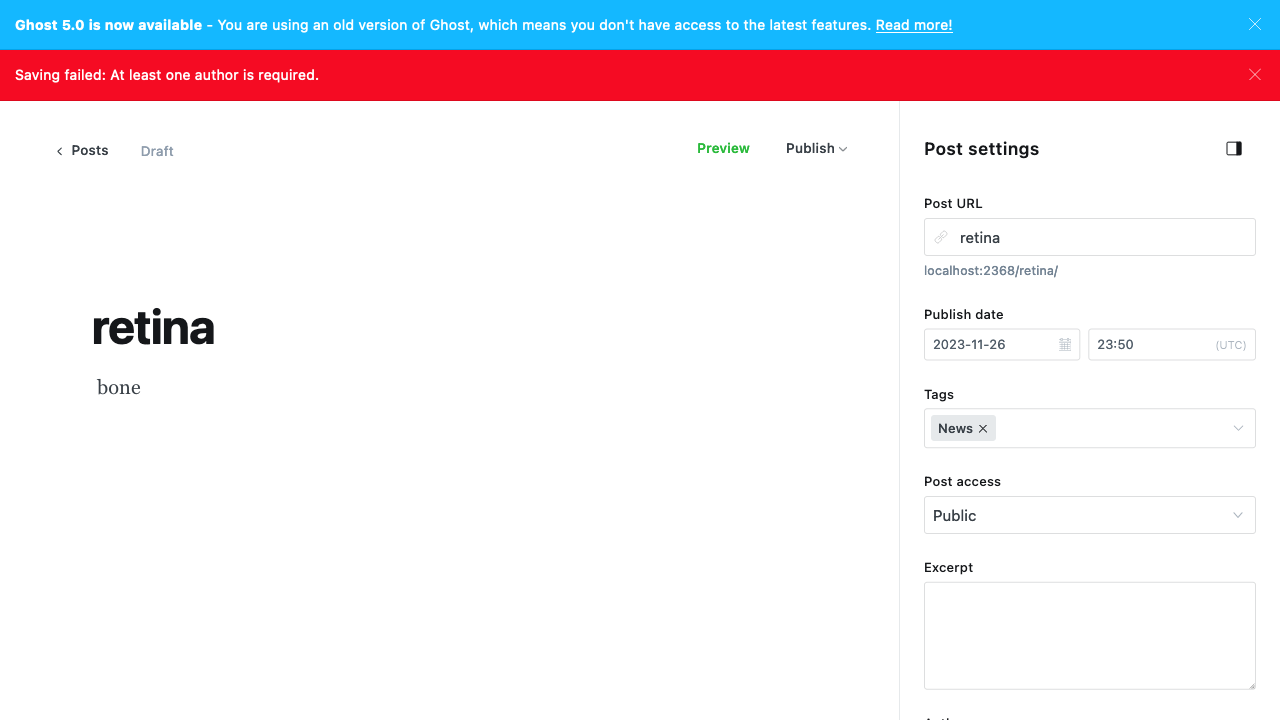 Ghost 5.0 is now available - You are using an old version of Ghost, which means you don't have access to the latest features. Read more!
Saving failed: At least one author is required.
Posts
Draft
Preview
Publish
Post settings
Post URL
retina
localhost:2368/retina/
retina
bone
Publish date
2023-11-26
23:50
(UTC)
Tags
News
Post access
Public
Excerpt